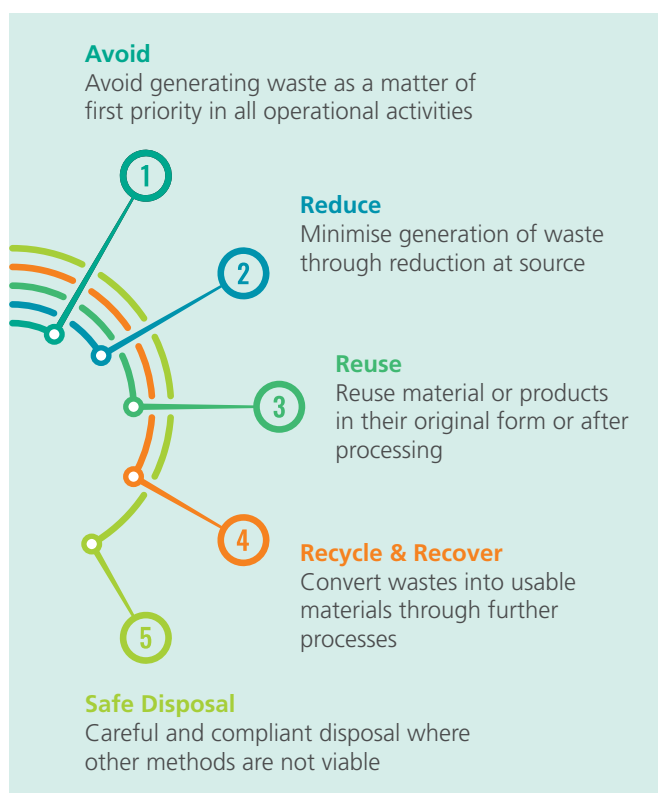 Avoid
Avoid generating waste as a matter of
first priority in all operational activities
1
Reduce
Minimise generation of waste
through reduction at source
2
Reuse
Reuse material or products
in their original form or after
processing
3
4
Recycle & Recover
Convert wastes into usable
materials through further
processes
5
Safe Disposal
Careful and compliant disposal where
other methods are not viable